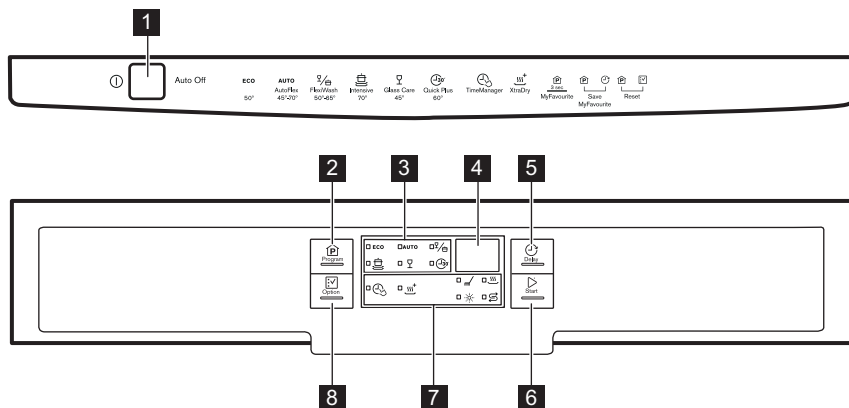 1
Auto Off
ECO
50°
AUTO
AutoFlex
45°-70°
FlexiWash
50°-65°
Intensive
70°
Glass Care
45°
30'
Quick Plus
60°
TimeManager
XtraDry
P
3 sec
MyFavourite
P
Save
MyFavourite
P
Reset
2
3
4
5
P
Program
ECO
AUTO
30'
Delay
Option
Start
8
7
6